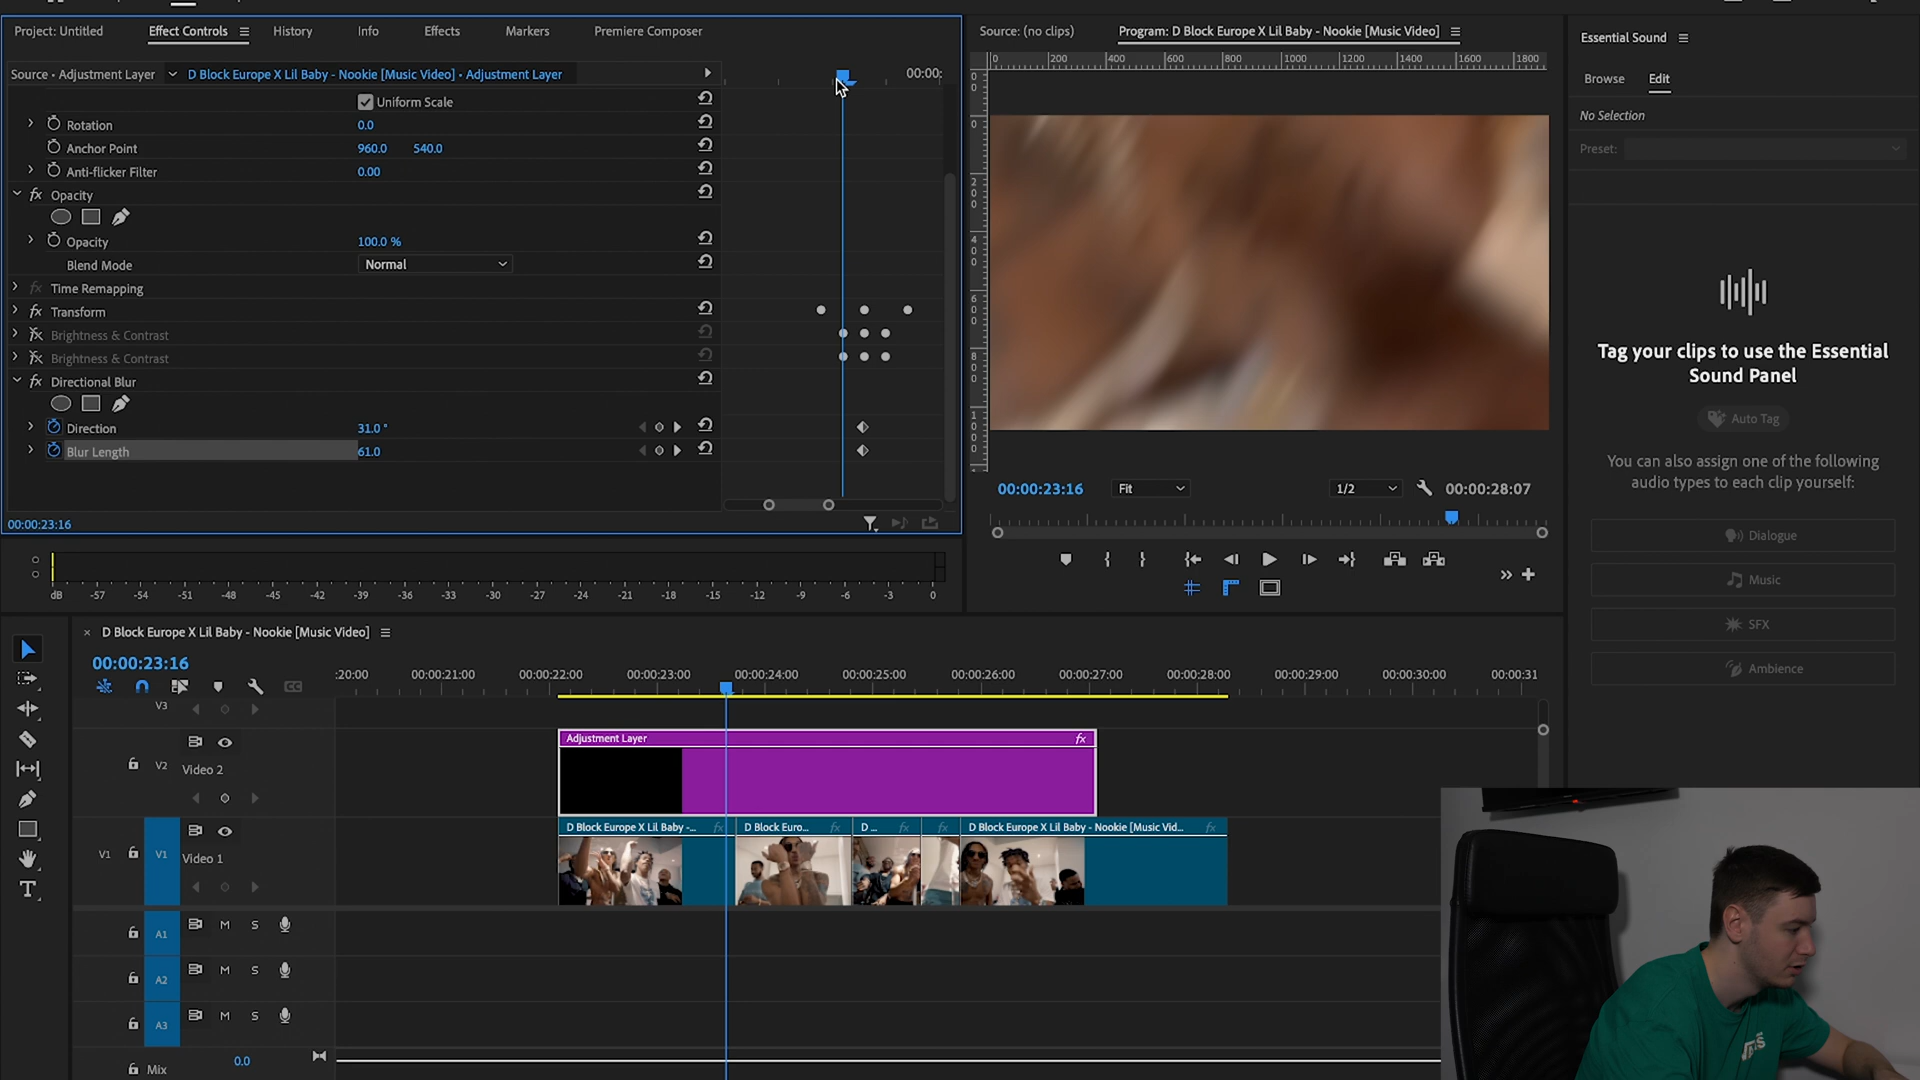 Project: Untitled
Effect Controls
History
Info
Effects
Markers
Premiere Composer
Source • Adjustment Layer
D Block Europe X Lil Baby - Nookie [Music Video] • Adjustment Layer
00:00:
Uniform Scale
Rotation 0.0
Anchor Point 960.0 540.0
Anti-flicker Filter 0.00
fx Opacity
Opacity 100.0 %
Blend Mode Normal
fx Time Remapping
fx Transform
fx Brightness & Contrast
fx Brightness & Contrast
fx Directional Blur
Direction 31.0 °
Blur Length 61.0
00:00:23:16
Source: (no clips)
Program: D Block Europe X Lil Baby - Nookie [Music Video]
0 200 400 600 800 1000 1200 1400 1600 1800
00:00:23:16
Fit
1/2
00:00:28:07
Essential Sound
Browse
Edit
No Selection
Preset:
Tag your clips to use the Essential
Sound Panel
Auto Tag
You can also assign one of the following
audio types to each clip yourself:
Dialogue
Music
SFX
Ambience
dB -57 -54 -51 -48 -45 -42 -39 -36 -33 -30 -27 -24 -21 -18 -15 -12 -9 -6 -3 0
× D Block Europe X Lil Baby - Nookie [Music Video]
00:00:23:16
:20:00 00:00:21:00 00:00:22:00 00:00:23:00 00:00:24:00 00:00:25:00 00:00:26:00 00:00:27:00 00:00:28:00 00:00:29:00 00:00:30:00 00:00:31
V3
Adjustment Layer fx
V2 Video 2
D Block Europe X Lil Baby -... fx
D Block Euro... fx
D ... fx
fx
D Block Europe X Lil Baby - Nookie [Music Vid... fx
V1 V1 Video 1
A1 M S
A2 M S
A3 M S
Mix 0.0